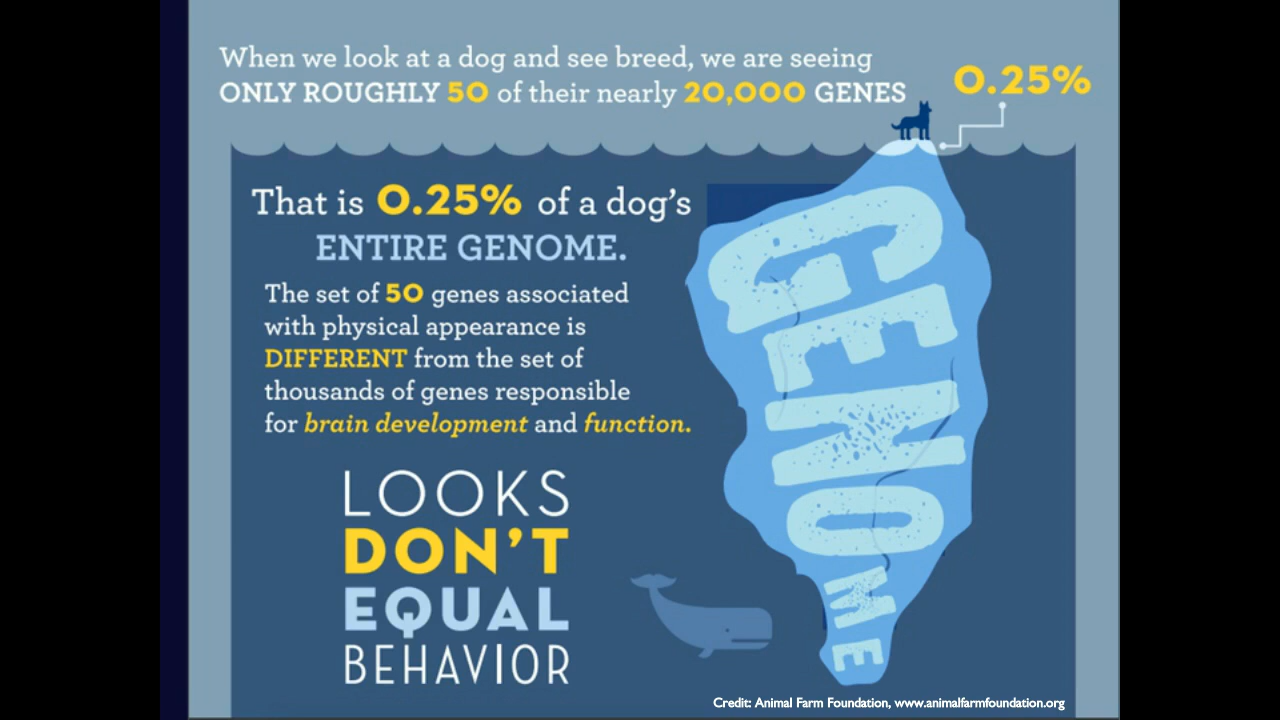 When we look at a dog and see breed, we are seeing
ONLY ROUGHLY 50 of their nearly 20,000 GENES
0.25%
That is 0.25% of a dog's
ENTIRE GENOME.
The set of 50 genes associated
with physical appearance is
DIFFERENT from the set of
thousands of genes responsible
for brain development and function.
LOOKS
DON'T
EQUAL
BEHAVIOR
GENOME
Credit: Animal Farm Foundation, www.animalfarmfoundation.org